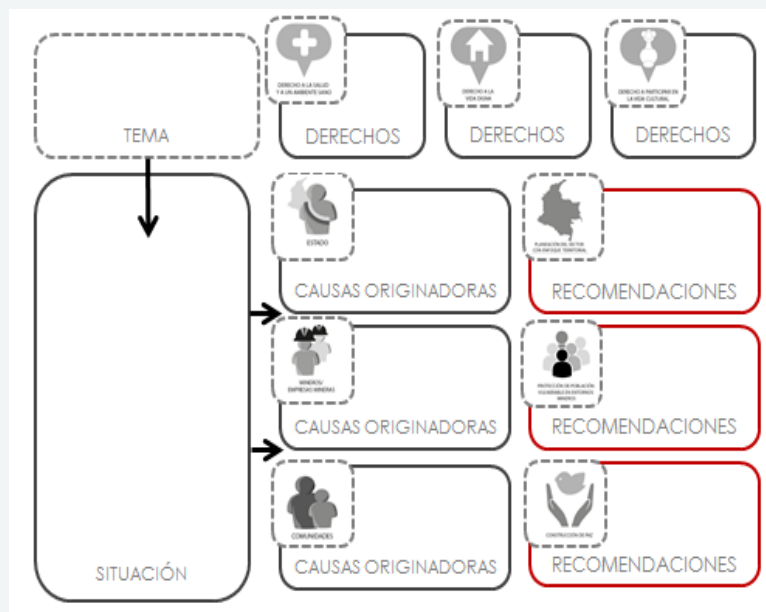 DERECHO A LA SALUD
Y A UN AMBIENTE SANO
DERECHO A LA
VIDA DIGNA
DERECHO A PARTICIPAR EN
LA VIDA CULTURAL
TEMA
DERECHOS
DERECHOS
DERECHOS
ESTADO
PLANEACIÓN DEL SECTOR
CON ENFOQUE TERRITORIAL
CAUSAS ORIGINADORAS
RECOMENDACIONES
MINEROS/
EMPRESAS MINERAS
PROTECCIÓN DE POBLACIÓN
VULNERABLE EN ENTORNOS
MINEROS
CAUSAS ORIGINADORAS
RECOMENDACIONES
COMUNIDADES
CONSTRUCCIÓN DE PAZ
CAUSAS ORIGINADORAS
RECOMENDACIONES
SITUACIÓN